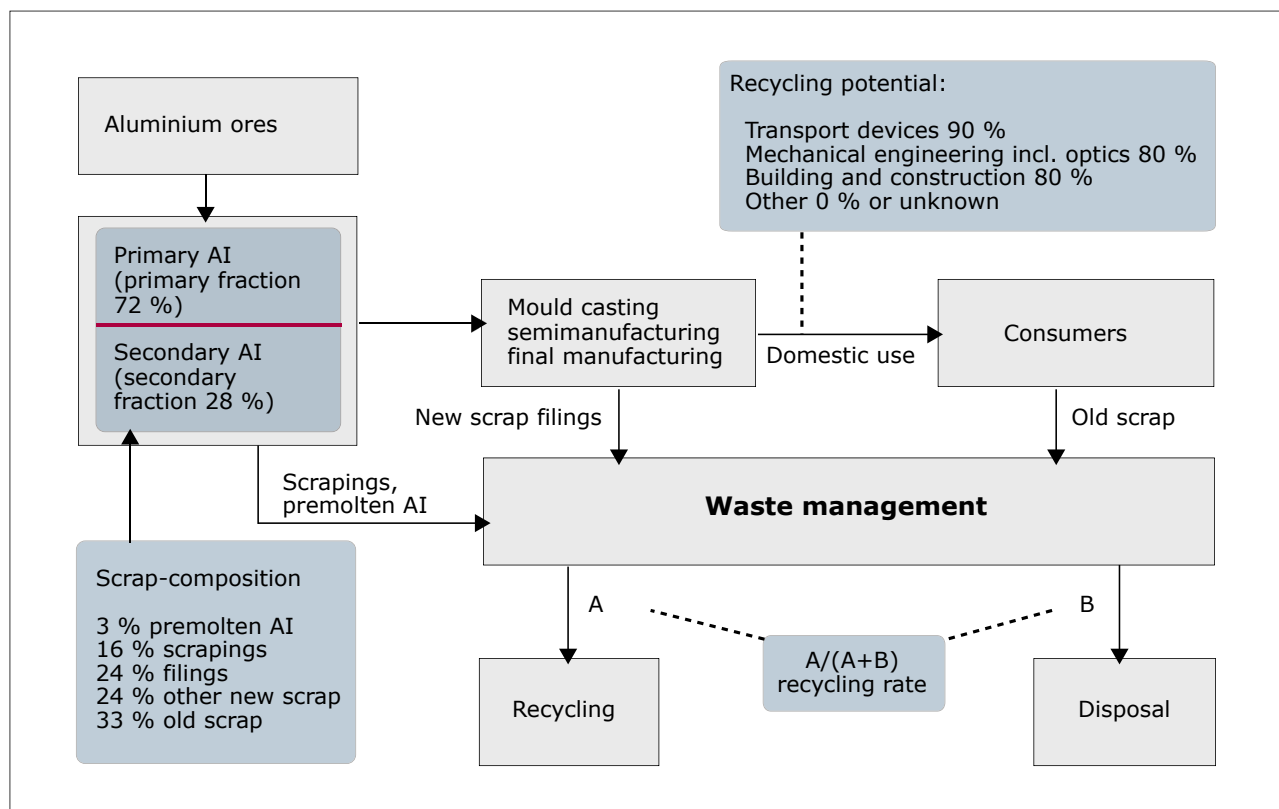 Aluminium ores
Recycling potential:
Transport devices 90 %
Mechanical engineering incl. optics 80 %
Building and construction 80 %
Other 0 % or unknown
Primary AI
(primary fraction
72 %)
Secondary AI
(secondary
fraction 28 %)
Mould casting
semimanufacturing
final manufacturing
Domestic use
Consumers
New scrap filings
Old scrap
Scrapings,
premolten AI
Waste management
Scrap-composition
3 % premolten AI
16 % scrapings
24 % filings
24 % other new scrap
33 % old scrap
A
B
A/(A+B)
recycling rate
Recycling
Disposal